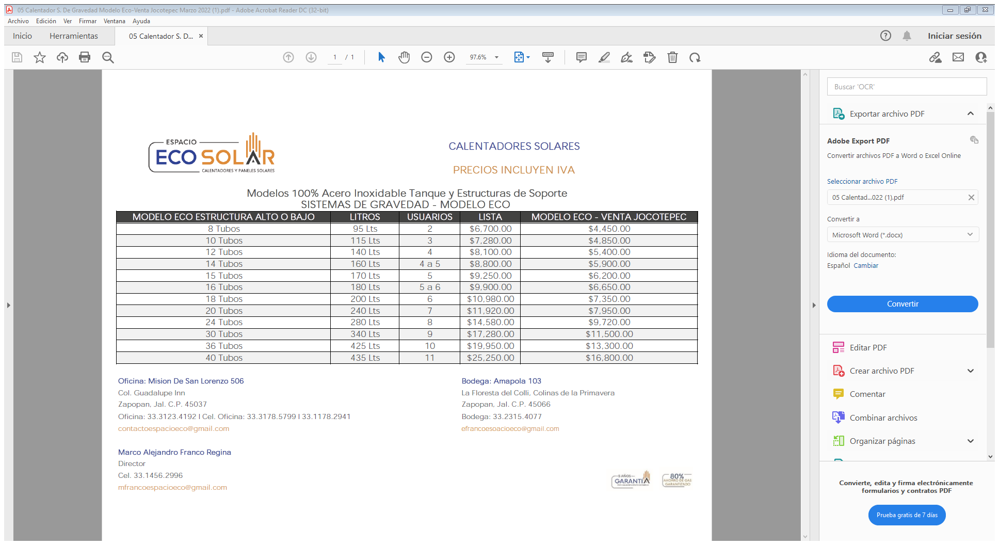 05 Calentador S. De Gravedad Modelo Eco-Venta Jocotepec Marzo 2022 (1).pdf - Adobe Acrobat Reader DC (32-bit)
Archivo Edición Ver Firmar Ventana Ayuda
Inicio Herramientas 05 Calentador S. D... × Iniciar sesión
1 / 1 97.6%
Buscar 'OCR'
Exportar archivo PDF
Adobe Export PDF
Convertir archivos PDF a Word o Excel Online
Seleccionar archivo PDF
05 Calentad...022 (1).pdf
Convertir a
Microsoft Word (*.docx)
Idioma del documento:
Español Cambiar
Convertir
Editar PDF
Crear archivo PDF
Comentar
Combinar archivos
Organizar páginas
Convierte, edita y firma electrónicamente
formularios y contratos PDF
Prueba gratis de 7 días
ESPACIO
ECO SOLAR
CALENTADORES Y PANELES SOLARES
CALENTADORES SOLARES
PRECIOS INCLUYEN IVA
Modelos 100% Acero Inoxidable Tanque y Estructuras de Soporte
SISTEMAS DE GRAVEDAD - MODELO ECO
MODELO ECO ESTRUCTURA ALTO O BAJO LITROS USUARIOS LISTA MODELO ECO - VENTA JOCOTEPEC
8 Tubos 95 Lts 2 $6,700.00 $4,450.00
10 Tubos 115 Lts 3 $7,280.00 $4,850.00
12 Tubos 140 Lts 4 $8,100.00 $5,400.00
14 Tubos 160 Lts 4 a 5 $8,800.00 $5,900.00
15 Tubos 170 Lts 5 $9,250.00 $6,200.00
16 Tubos 180 Lts 5 a 6 $9,900.00 $6,650.00
18 Tubos 200 Lts 6 $10,980.00 $7,350.00
20 Tubos 240 Lts 7 $11,920.00 $7,950.00
24 Tubos 280 Lts 8 $14,580.00 $9,720.00
30 Tubos 340 Lts 9 $17,280.00 $11,500.00
36 Tubos 425 Lts 10 $19,950.00 $13,300.00
40 Tubos 435 Lts 11 $25,250.00 $16,800.00
Oficina: Mision De San Lorenzo 506
Col. Guadalupe Inn
Zapopan, Jal. C.P. 45037
Oficina: 33.3123.4192 I Cel. Oficina: 33.3178.5799 I 33.1178.2941
contactoespacioeco@gmail.com
Bodega: Amapola 103
La Floresta del Colli, Colinas de la Primavera
Zapopan, Jal. C.P. 45066
Bodega: 33.2315.4077
efrancoesoacioeco@gmail.com
Marco Alejandro Franco Regina
Director
Cel. 33.1456.2996
mfrancoespacioeco@gmail.com
5 AÑOS
GARANTIA
80%
AHORRO DE GAS
GARANTIZADO